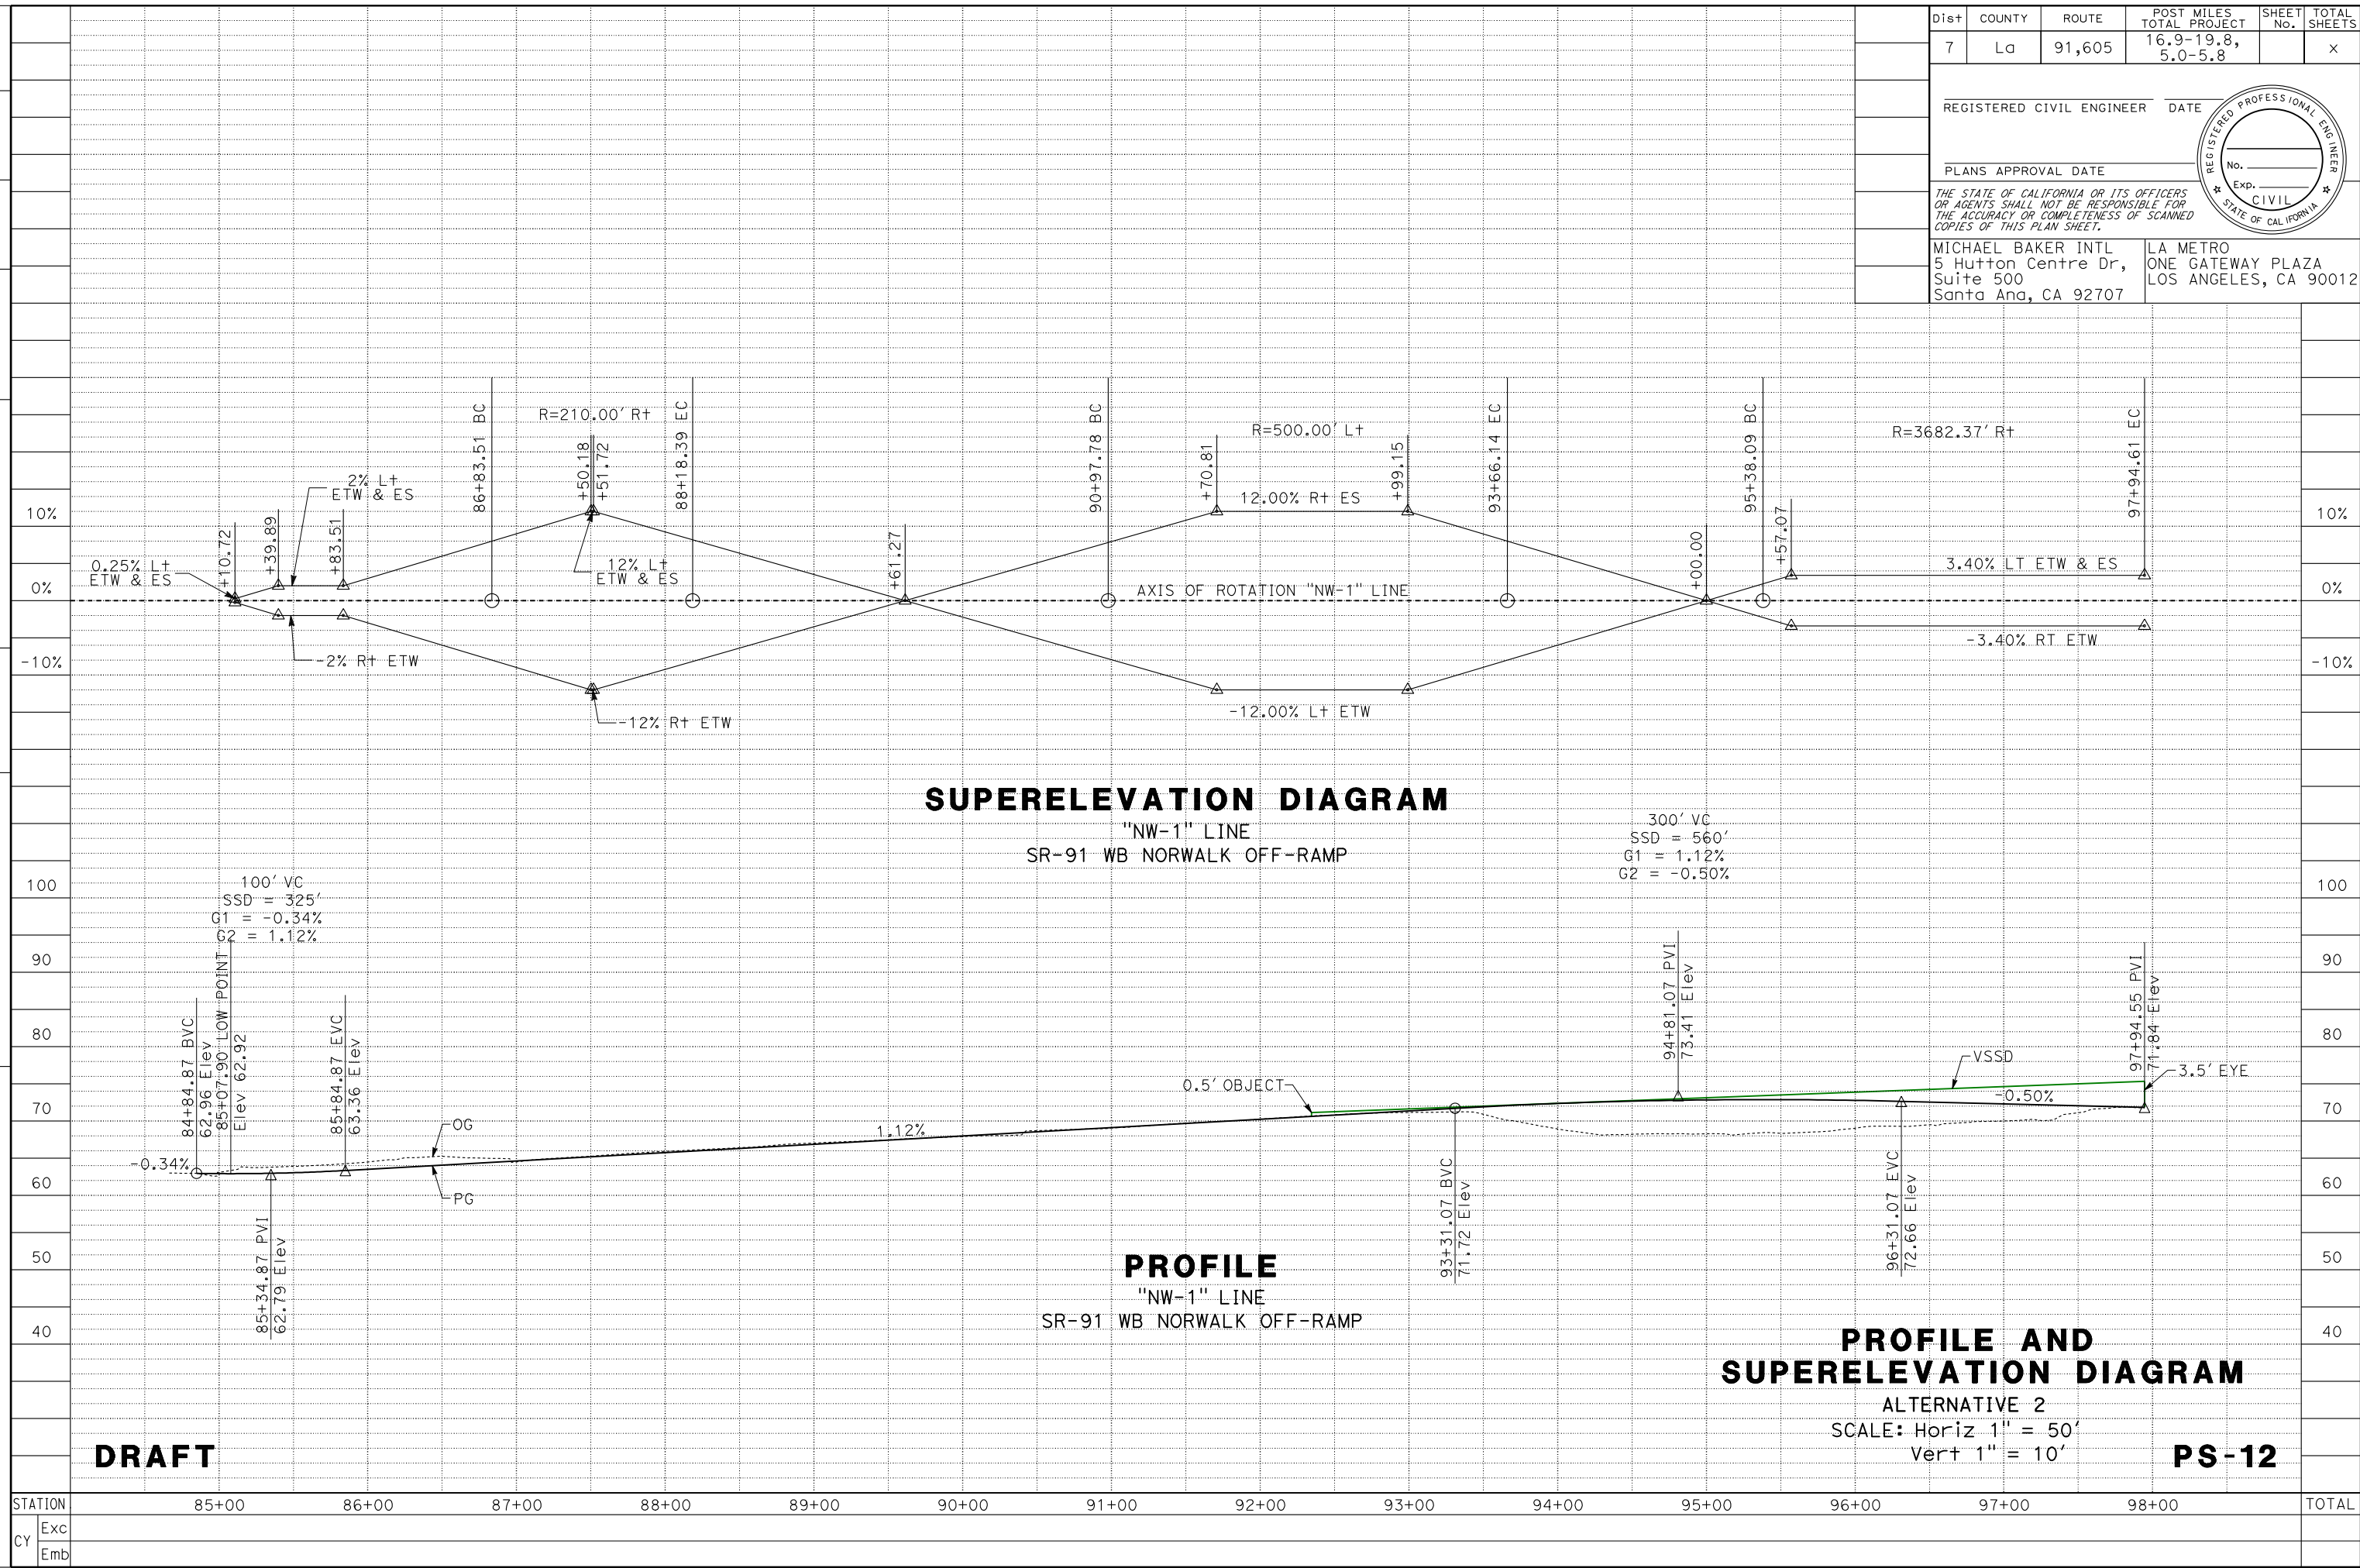 Dist COUNTY ROUTE POST MILES TOTAL PROJECT SHEET No. TOTAL SHEETS
7 La 91,605 16.9-19.8, 5.0-5.8 x
REGISTERED CIVIL ENGINEER DATE
PLANS APPROVAL DATE
REGISTERED PROFESSIONAL ENGINEER
No.
Exp.
CIVIL
STATE OF CALIFORNIA
THE STATE OF CALIFORNIA OR ITS OFFICERS
OR AGENTS SHALL NOT BE RESPONSIBLE FOR
THE ACCURACY OR COMPLETENESS OF SCANNED
COPIES OF THIS PLAN SHEET.
MICHAEL BAKER INTL
5 Hutton Centre Dr,
Suite 500
Santa Ana, CA 92707
LA METRO
ONE GATEWAY PLAZA
LOS ANGELES, CA 90012
10%
0%
-10%
0.25% Lt
ETW & ES
+10.72
+39.89
+83.51
2% Lt
ETW & ES
-2% Rt ETW
86+83.51 BC
R=210.00' Rt
+50.18
+51.72
88+18.39 EC
12% Lt
ETW & ES
-12% Rt ETW
+61.27
90+97.78 BC
+70.81
R=500.00' Lt
12.00% Rt ES
AXIS OF ROTATION "NW-1" LINE
-12.00% Lt ETW
+99.15
93+66.14 EC
+00.00
95+38.09 BC
+57.07
R=3682.37' Rt
3.40% LT ETW & ES
-3.40% RT ETW
97+94.61 EC
10%
0%
-10%
SUPERELEVATION DIAGRAM
"NW-1" LINE
SR-91 WB NORWALK OFF-RAMP
100
90
80
70
60
50
40
100' VC
SSD = 325'
G1 = -0.34%
G2 = 1.12%
84+84.87 BVC
62.96 Elev
85+07.90 LOW POINT
Elev 62.92
85+84.87 EVC
63.36 Elev
-0.34%
85+34.87 PVI
62.79 Elev
OG
PG
1.12%
0.5' OBJECT
300' VC
SSD = 560'
G1 = 1.12%
G2 = -0.50%
93+31.07 BVC
71.72 Elev
94+81.07 PVI
73.41 Elev
VSSD
-0.50%
96+31.07 EVC
72.66 Elev
97+94.55 PVI
71.84 Elev
3.5' EYE
100
90
80
70
60
50
40
PROFILE
"NW-1" LINE
SR-91 WB NORWALK OFF-RAMP
PROFILE AND
SUPERELEVATION DIAGRAM
ALTERNATIVE 2
SCALE: Horiz 1" = 50'
Vert 1" = 10'
DRAFT
PS-12
STATION 85+00 86+00 87+00 88+00 89+00 90+00 91+00 92+00 93+00 94+00 95+00 96+00 97+00 98+00 TOTAL
CY Exc
Emb